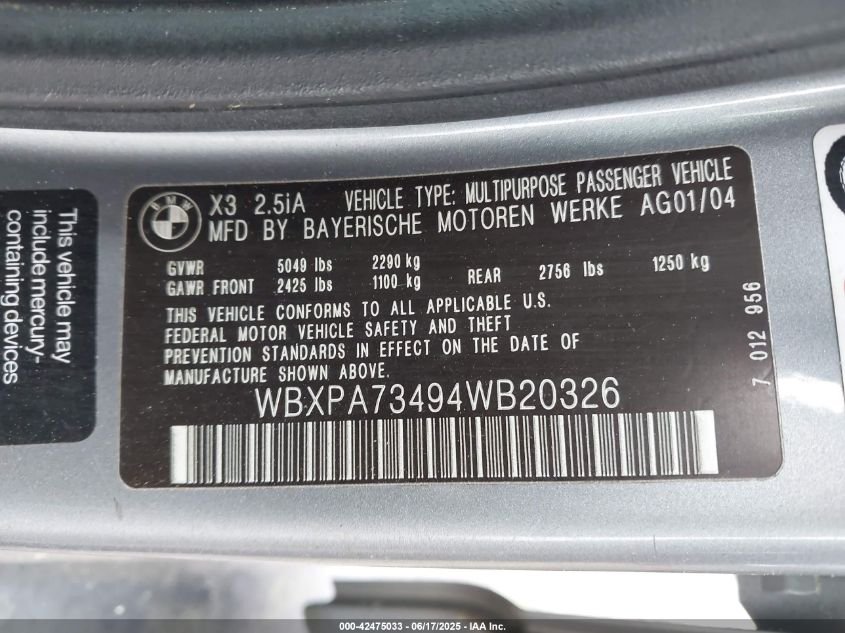 This vehicle may
include mercury-
containing devices
BMW
X3 2.5iA VEHICLE TYPE: MULTIPURPOSE PASSENGER VEHICLE
MFD BY BAYERISCHE MOTOREN WERKE AG01/04
GVWR 5049 lbs 2290 kg
GAWR FRONT 2425 lbs 1100 kg REAR 2756 lbs 1250 kg
THIS VEHICLE CONFORMS TO ALL APPLICABLE U.S.
FEDERAL MOTOR VEHICLE SAFETY AND THEFT
PREVENTION STANDARDS IN EFFECT ON THE DATE OF
MANUFACTURE SHOWN ABOVE.
WBXPA73494WB20326
7 012 956
000-42475033 - 06/17/2025 - IAA Inc.